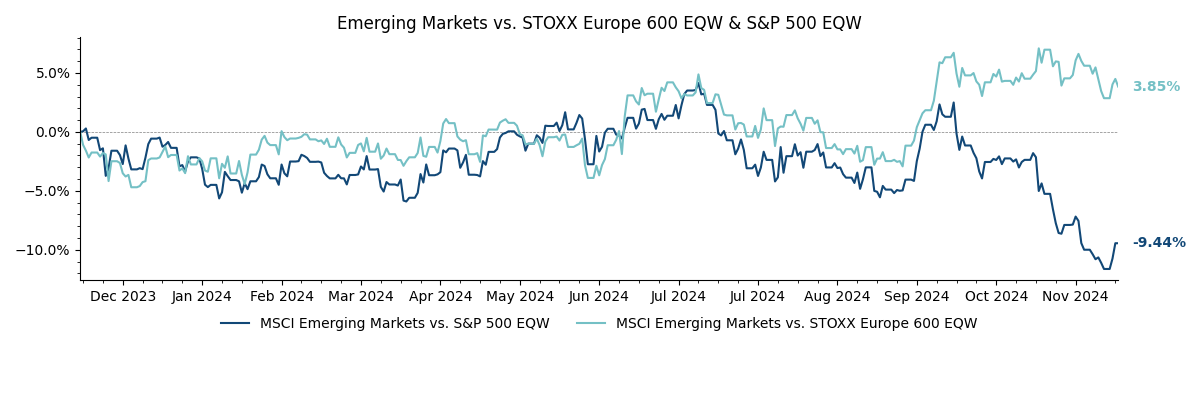 Emerging Markets vs. STOXX Europe 600 EQW & S&P 500 EQW
5.0%
0.0%
−5.0%
−10.0%
3.85%
-9.44%
Dec 2023 Jan 2024 Feb 2024 Mar 2024 Apr 2024 May 2024 Jun 2024 Jul 2024 Jul 2024 Aug 2024 Sep 2024 Oct 2024 Nov 2024
MSCI Emerging Markets vs. S&P 500 EQW MSCI Emerging Markets vs. STOXX Europe 600 EQW